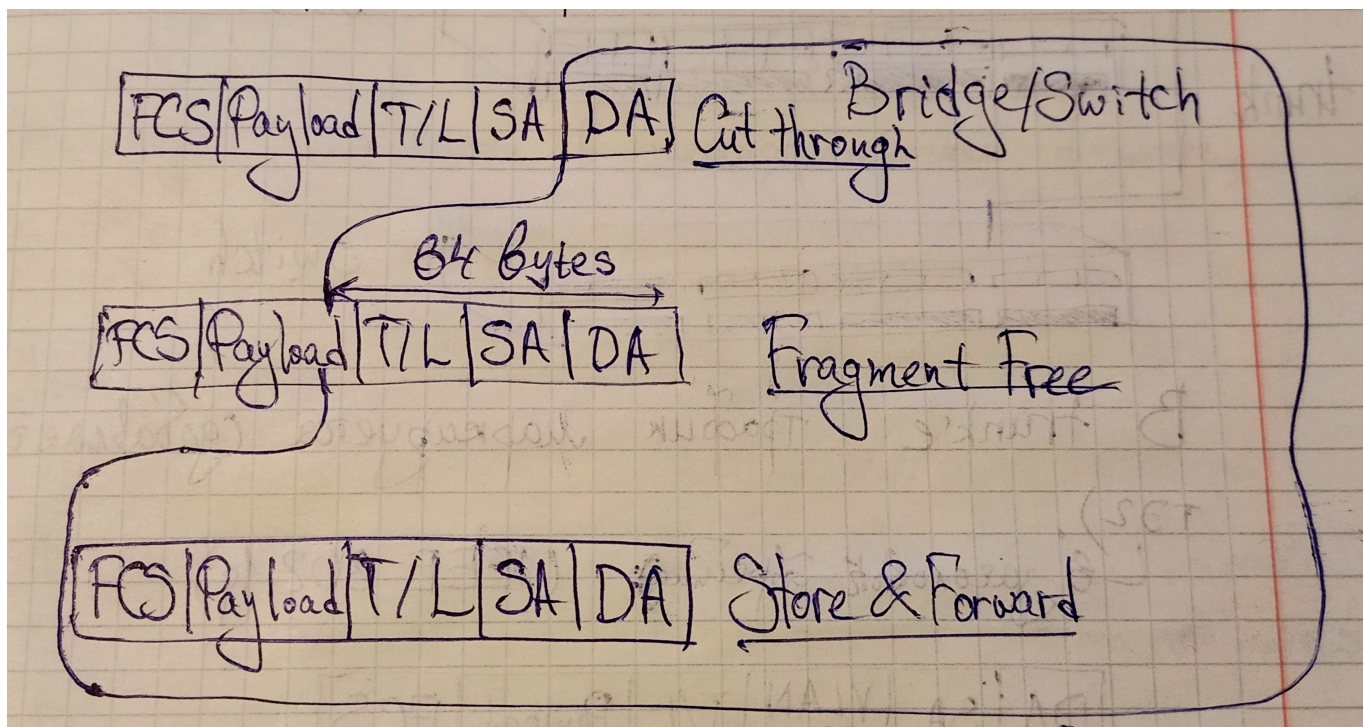 FCS Payload T/L SA DA Cut through Bridge/Switch
64 bytes
FCS Payload T/L SA DA Fragment Free
FCS Payload T/L SA DA Store & Forward